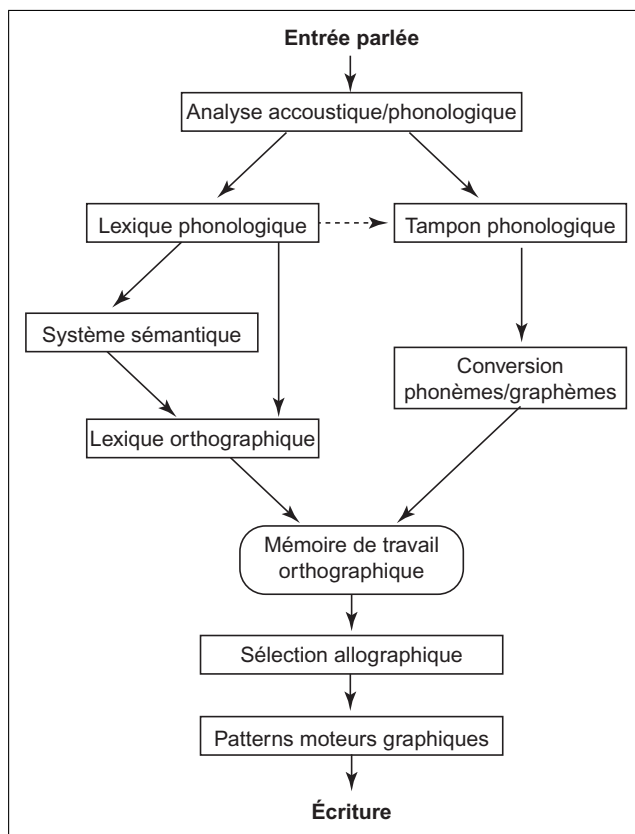 Entrée parlée
Analyse accoustique/phonologique
Lexique phonologique
Tampon phonologique
Système sémantique
Conversion
phonèmes/graphèmes
Lexique orthographique
Mémoire de travail
orthographique
Sélection allographique
Patterns moteurs graphiques
Écriture